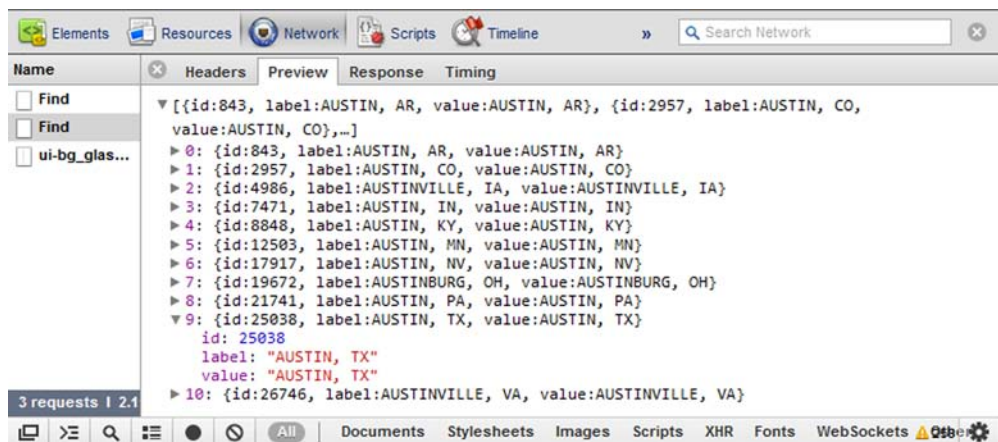 Elements Resources Network Scripts Timeline » Search Network
Name Headers Preview Response Timing
Find
Find
ui-bg_glas...
▼[{id:843, label:AUSTIN, AR, value:AUSTIN, AR}, {id:2957, label:AUSTIN, CO,
value:AUSTIN, CO},…]
▶0: {id:843, label:AUSTIN, AR, value:AUSTIN, AR}
▶1: {id:2957, label:AUSTIN, CO, value:AUSTIN, CO}
▶2: {id:4986, label:AUSTINVILLE, IA, value:AUSTINVILLE, IA}
▶3: {id:7471, label:AUSTIN, IN, value:AUSTIN, IN}
▶4: {id:8848, label:AUSTIN, KY, value:AUSTIN, KY}
▶5: {id:12503, label:AUSTIN, MN, value:AUSTIN, MN}
▶6: {id:17917, label:AUSTIN, NV, value:AUSTIN, NV}
▶7: {id:19672, label:AUSTINBURG, OH, value:AUSTINBURG, OH}
▶8: {id:21741, label:AUSTIN, PA, value:AUSTIN, PA}
▼9: {id:25038, label:AUSTIN, TX, value:AUSTIN, TX}
id: 25038
label: "AUSTIN, TX"
value: "AUSTIN, TX"
▶10: {id:26746, label:AUSTINVILLE, VA, value:AUSTINVILLE, VA}
3 requests I 2.1
All Documents Stylesheets Images Scripts XHR Fonts WebSockets